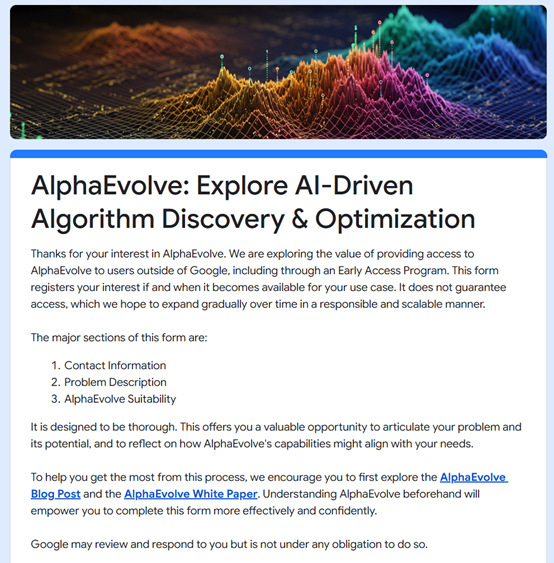 AlphaEvolve: Explore AI-Driven
Algorithm Discovery & Optimization
Thanks for your interest in AlphaEvolve. We are exploring the value of providing access to
AlphaEvolve to users outside of Google, including through an Early Access Program. This form
registers your interest if and when it becomes available for your use case. It does not guarantee
access, which we hope to expand gradually over time in a responsible and scalable manner.
The major sections of this form are:
1. Contact Information
2. Problem Description
3. AlphaEvolve Suitability
It is designed to be thorough. This offers you a valuable opportunity to articulate your problem and
its potential, and to reflect on how AlphaEvolve's capabilities might align with your needs.
To help you get the most from this process, we encourage you to first explore the AlphaEvolve
Blog Post and the AlphaEvolve White Paper. Understanding AlphaEvolve beforehand will
empower you to complete this form more effectively and confidently.
Google may review and respond to you but is not under any obligation to do so.